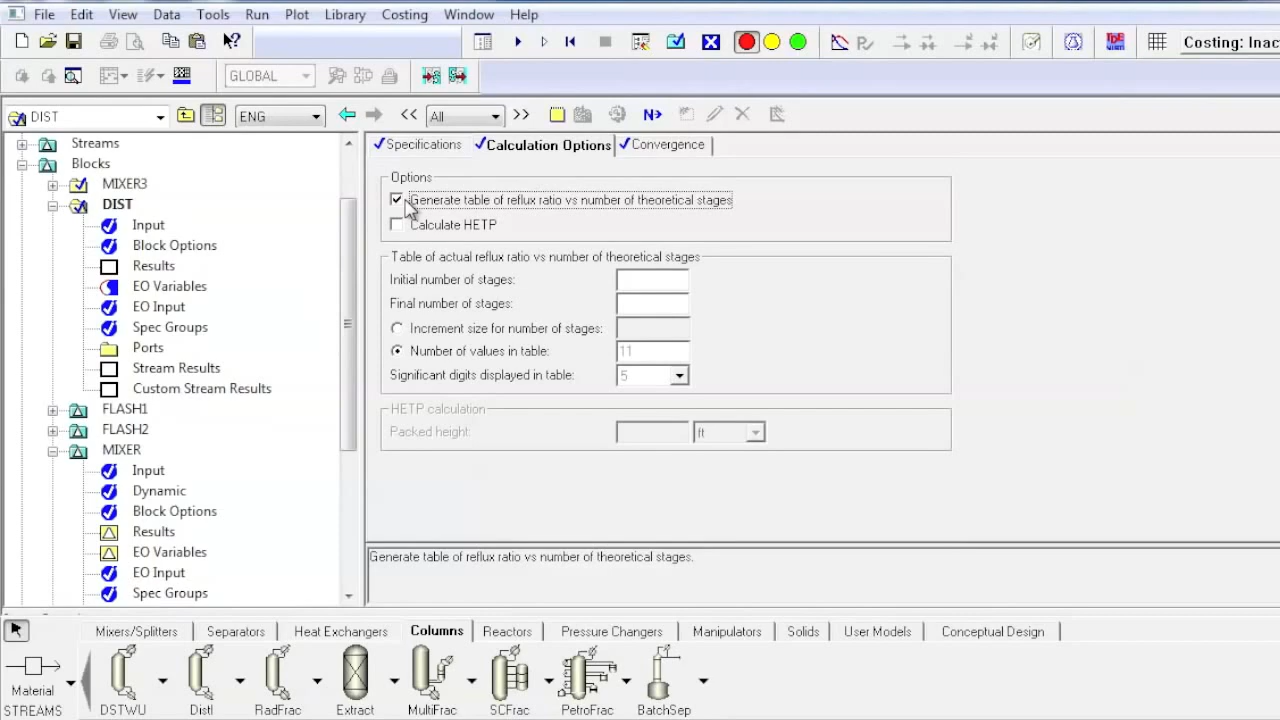 File Edit View Data Tools Run Plot Library Costing Window Help
Costing: Inac
GLOBAL
DIST ENG << All >> N>
Streams
Blocks
MIXER3
DIST
Input
Block Options
Results
EO Variables
EO Input
Spec Groups
Ports
Stream Results
Custom Stream Results
FLASH1
FLASH2
MIXER
Input
Dynamic
Block Options
Results
EO Variables
EO Input
Spec Groups
Specifications Calculation Options Convergence
Options
Generate table of reflux ratio vs number of theoretical stages
Calculate HETP
Table of actual reflux ratio vs number of theoretical stages
Initial number of stages:
Final number of stages:
Increment size for number of stages:
Number of values in table: 11
Significant digits displayed in table: 5
HETP calculation
Packed height: ft
Generate table of reflux ratio vs number of theoretical stages.
Mixers/Splitters Separators Heat Exchangers Columns Reactors Pressure Changers Manipulators Solids User Models Conceptual Design
Material
STREAMS DSTWU Distl RadFrac Extract MultiFrac SCFrac PetroFrac BatchSep